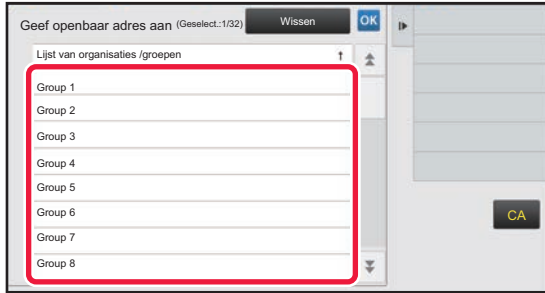 Geef openbaar adres aan (Geselect.:1/32) Wissen OK
Lijst van organisaties /groepen ↑
Group 1
Group 2
Group 3
Group 4
Group 5
Group 6
Group 7
Group 8
CA